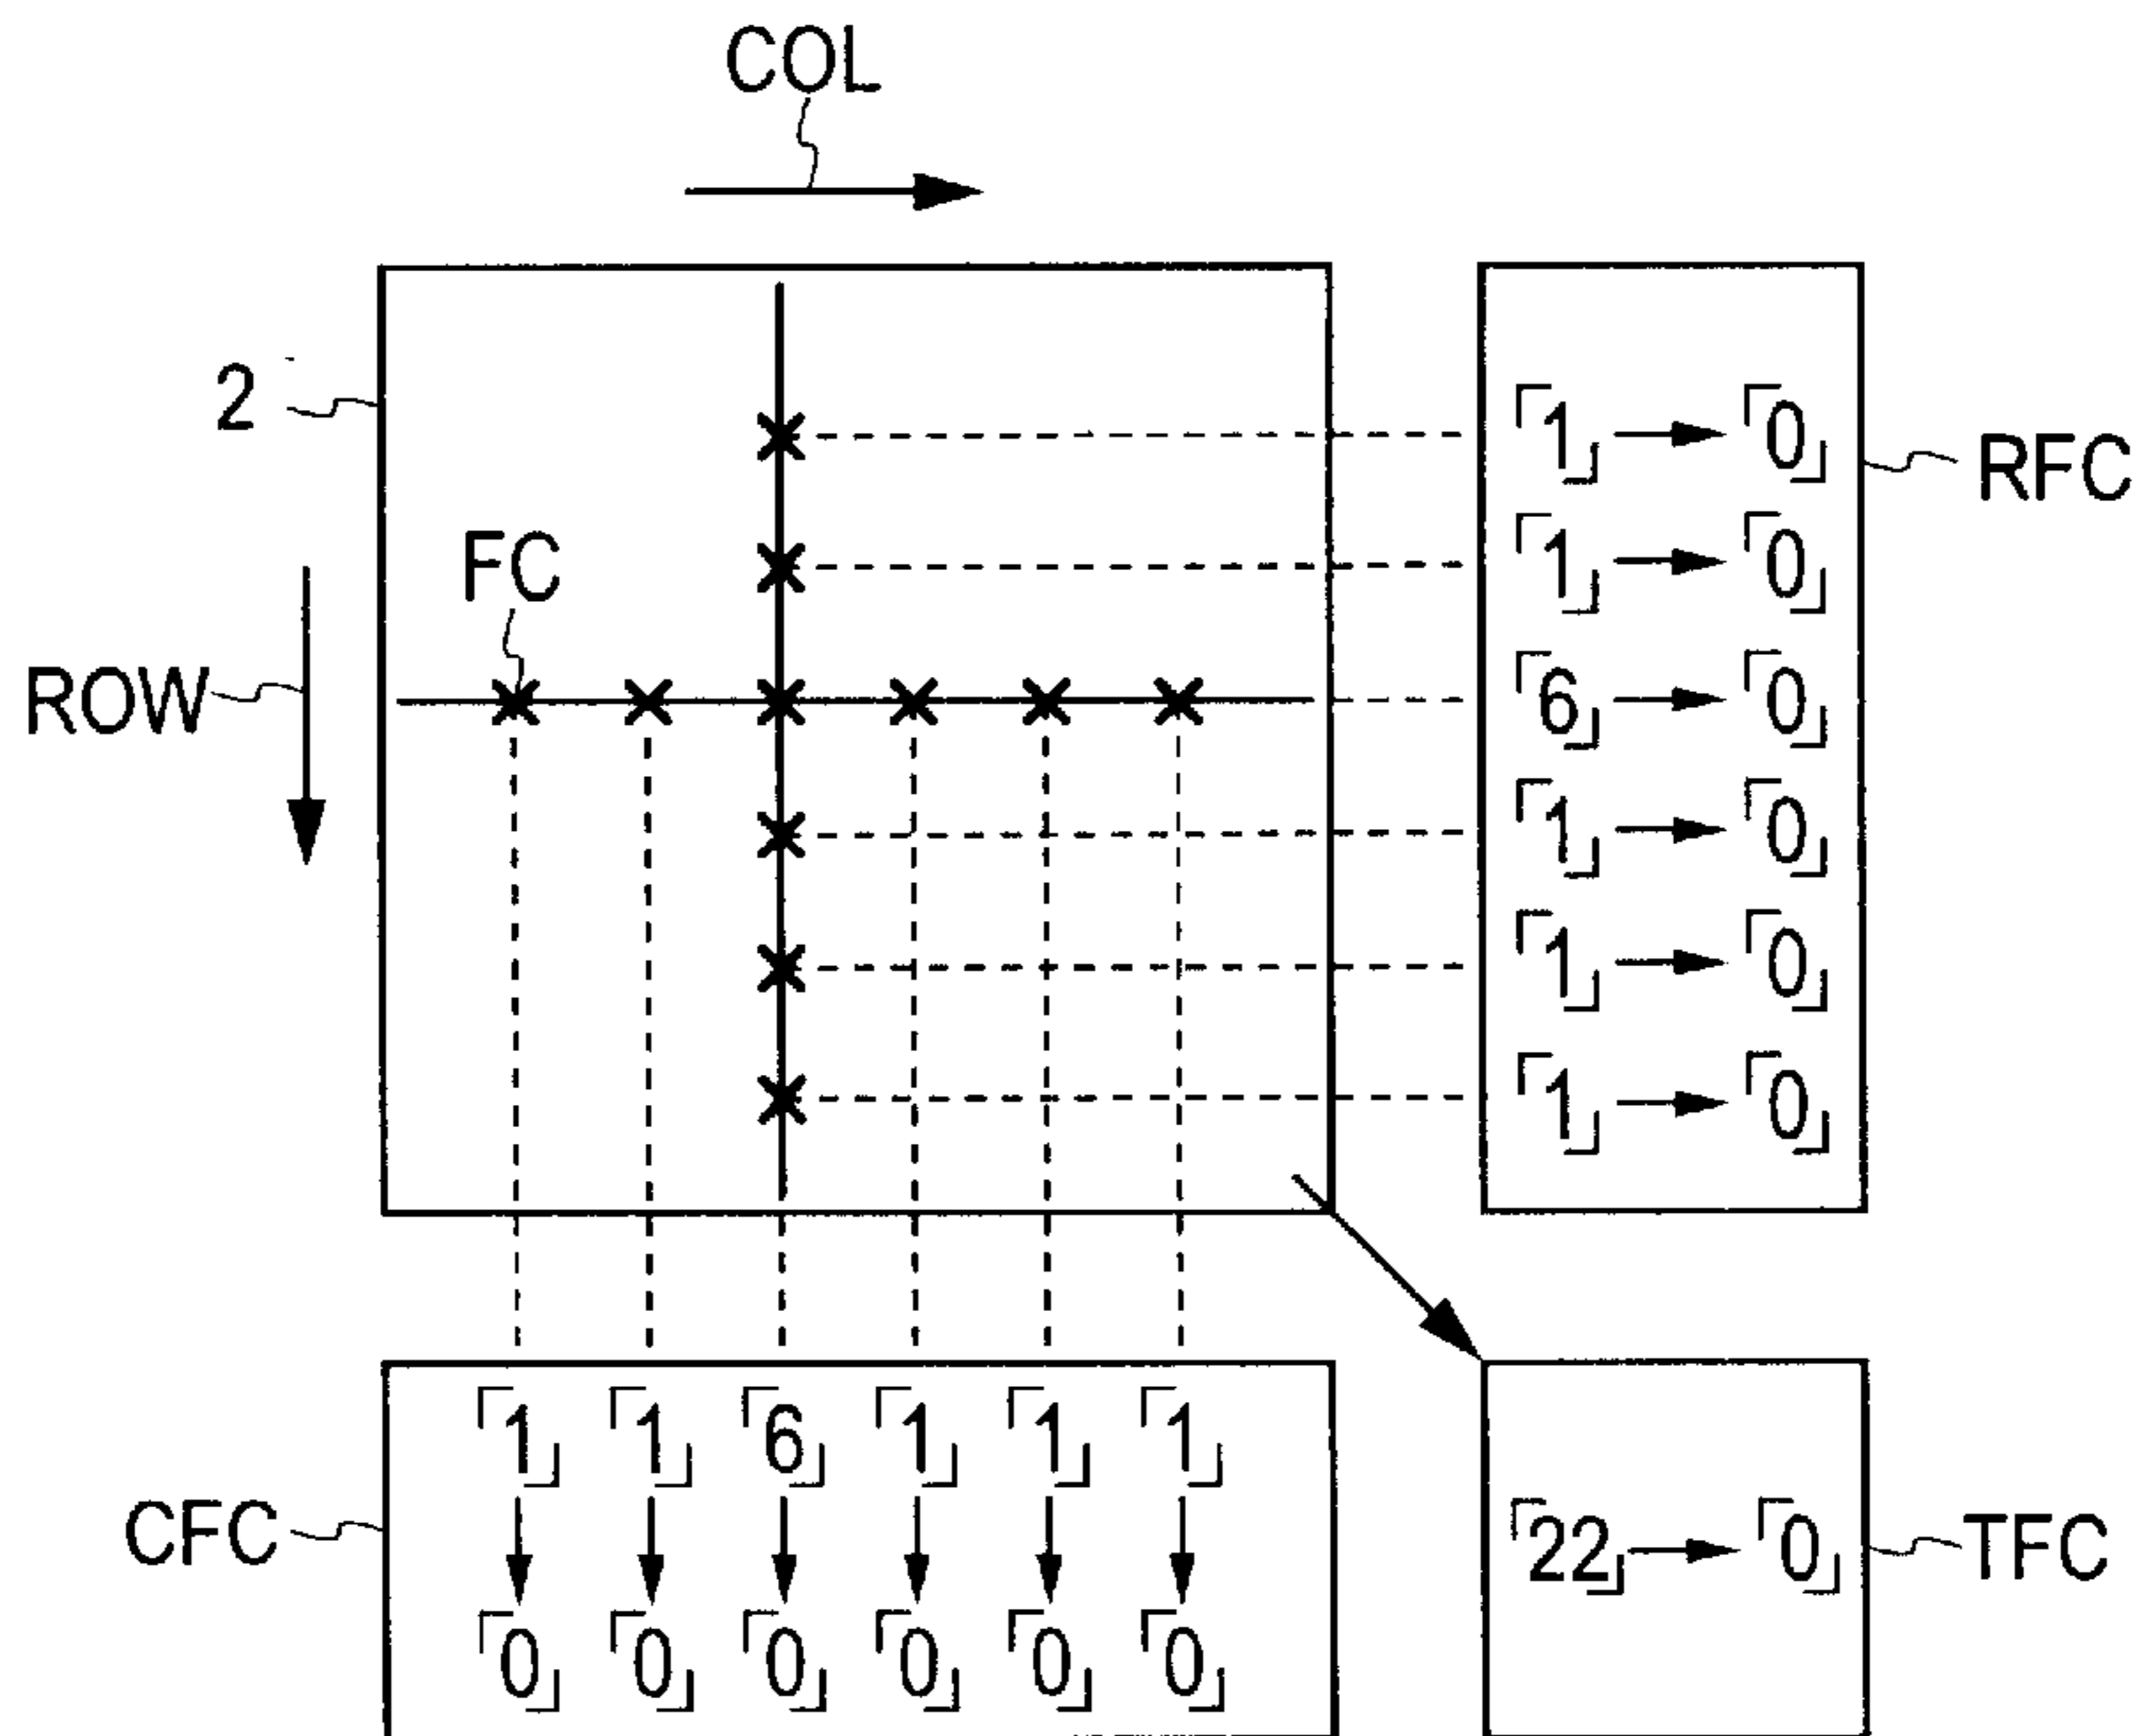 COL
2
FC
ROW
「1」 → 「0」
「1」 → 「0」
「6」 → 「0」
「1」 → 「0」
「1」 → 「0」
「1」 → 「0」
RFC
「1」 「1」 「6」 「1」 「1」 「1」
「0」 「0」 「0」 「0」 「0」 「0」
CFC
「22」 → 「0」
TFC